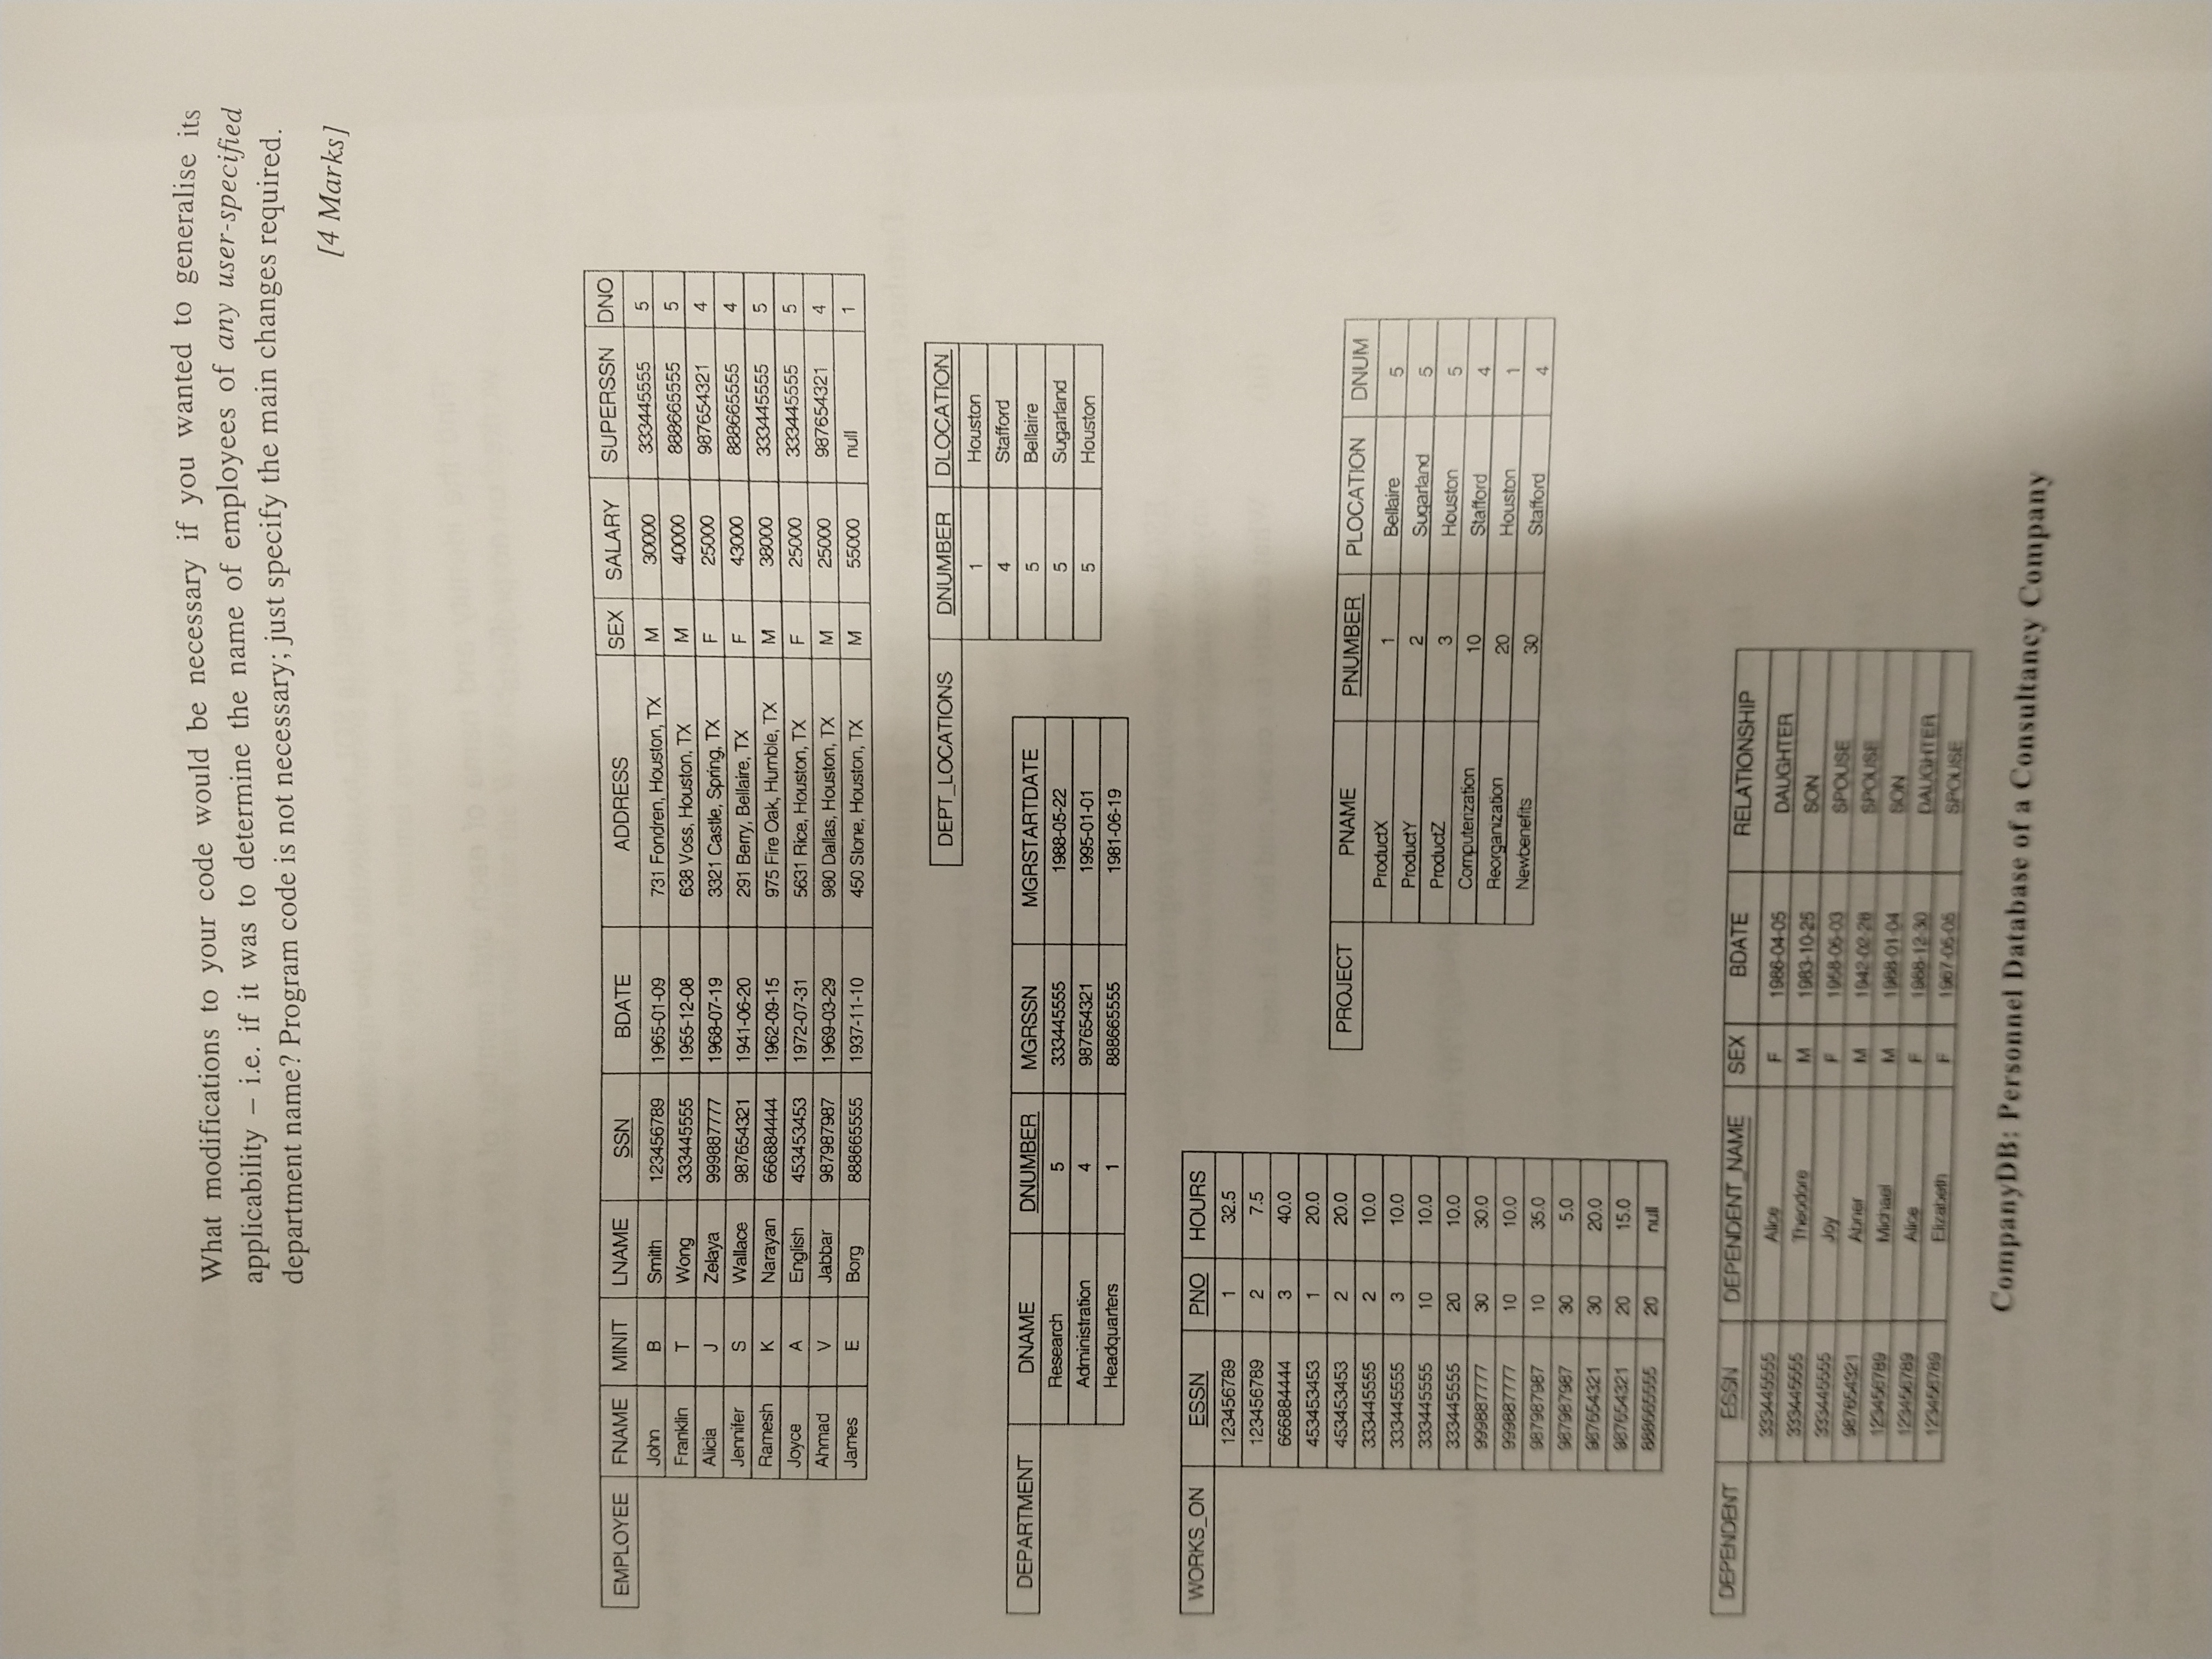 What modifications to your code would be necessary if you wanted to generalise its
applicability – i.e. if it was to determine the name of employees of any user-specified
department name? Program code is not necessary; just specify the main changes required.
[4 Marks]
EMPLOYEE FNAME MINIT LNAME SSN BDATE ADDRESS SEX SALARY SUPERSSN DNO
John B Smith 123456789 1965-01-09 731 Fondren, Houston, TX M 30000 333445555 5
Franklin T Wong 333445555 1955-12-08 638 Voss, Houston, TX M 40000 888665555 5
Alicia J Zelaya 999887777 1968-07-19 3321 Castle, Spring, TX F 25000 987654321 4
Jennifer S Wallace 987654321 1941-06-20 291 Berry, Bellaire, TX F 43000 888665555 4
Ramesh K Narayan 666884444 1962-09-15 975 Fire Oak, Humble, TX M 38000 333445555 5
Joyce A English 453453453 1972-07-31 5631 Rice, Houston, TX F 25000 333445555 5
Ahmad V Jabbar 987987987 1969-03-29 980 Dallas, Houston, TX M 25000 987654321 4
James E Borg 888665555 1937-11-10 450 Stone, Houston, TX M 55000 null 1
DEPT_LOCATIONS DNUMBER DLOCATION
1 Houston
4 Stafford
5 Bellaire
5 Sugarland
5 Houston
DEPARTMENT DNAME DNUMBER MGRSSN MGRSTARTDATE
Research 5 333445555 1988-05-22
Administration 4 987654321 1995-01-01
Headquarters 1 888665555 1981-06-19
WORKS_ON ESSN PNO HOURS
123456789 1 32.5
123456789 2 7.5
666884444 3 40.0
453453453 1 20.0
453453453 2 20.0
333445555 2 10.0
333445555 3 10.0
333445555 10 10.0
333445555 20 10.0
999887777 30 30.0
999887777 10 10.0
987987987 10 35.0
987987987 30 5.0
987654321 30 20.0
987654321 20 15.0
888665555 20 null
PROJECT PNAME PNUMBER PLOCATION DNUM
ProductX 1 Bellaire 5
ProductY 2 Sugarland 5
ProductZ 3 Houston 5
Computerization 10 Stafford 4
Reorganization 20 Houston 1
Newbenefits 30 Stafford 4
DEPENDENT ESSN DEPENDENT_NAME SEX BDATE RELATIONSHIP
333445555 Alice F 1986-04-05 DAUGHTER
333445555 Theodore M 1983-10-25 SON
333445555 Joy F 1958-05-03 SPOUSE
987654321 Abner M 1942-02-28 SPOUSE
123456789 Michael M 1988-01-04 SON
123456789 Alice F 1988-12-30 DAUGHTER
123456789 Elizabeth F 1967-05-05 SPOUSE
CompanyDB: Personnel Database of a Consultancy Company